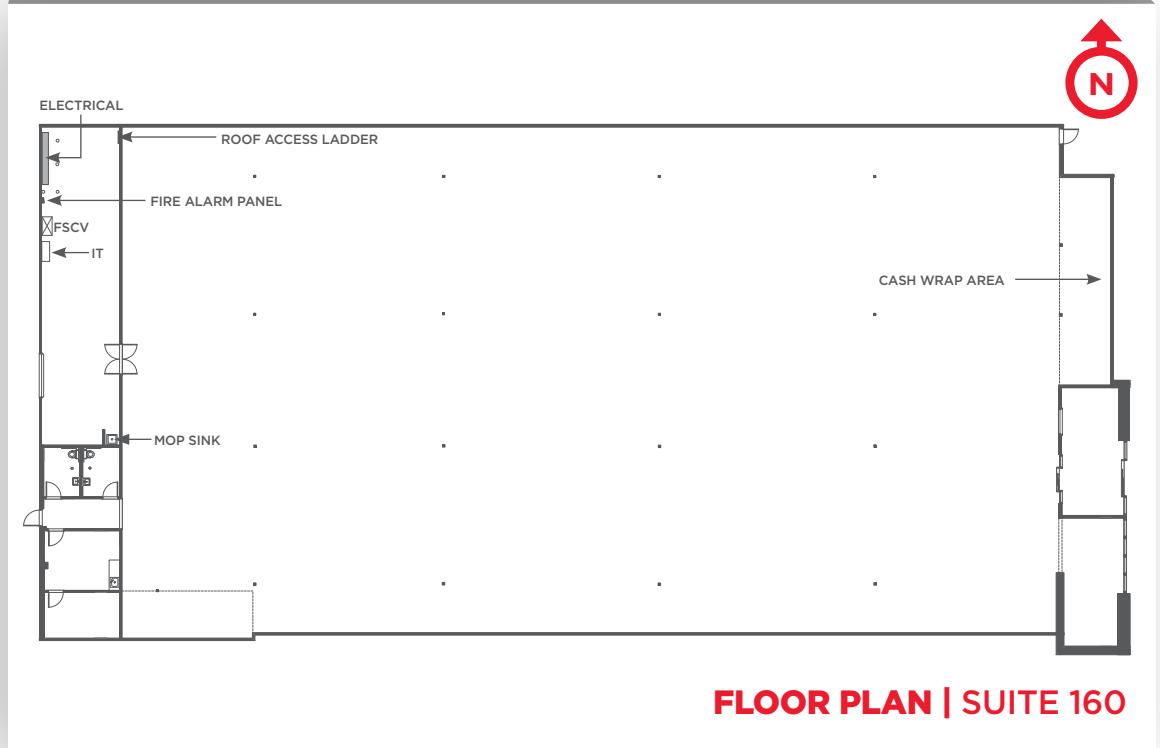 N
ELECTRICAL
ROOF ACCESS LADDER
FIRE ALARM PANEL
FSCV
IT
CASH WRAP AREA
MOP SINK
FLOOR PLAN | SUITE 160